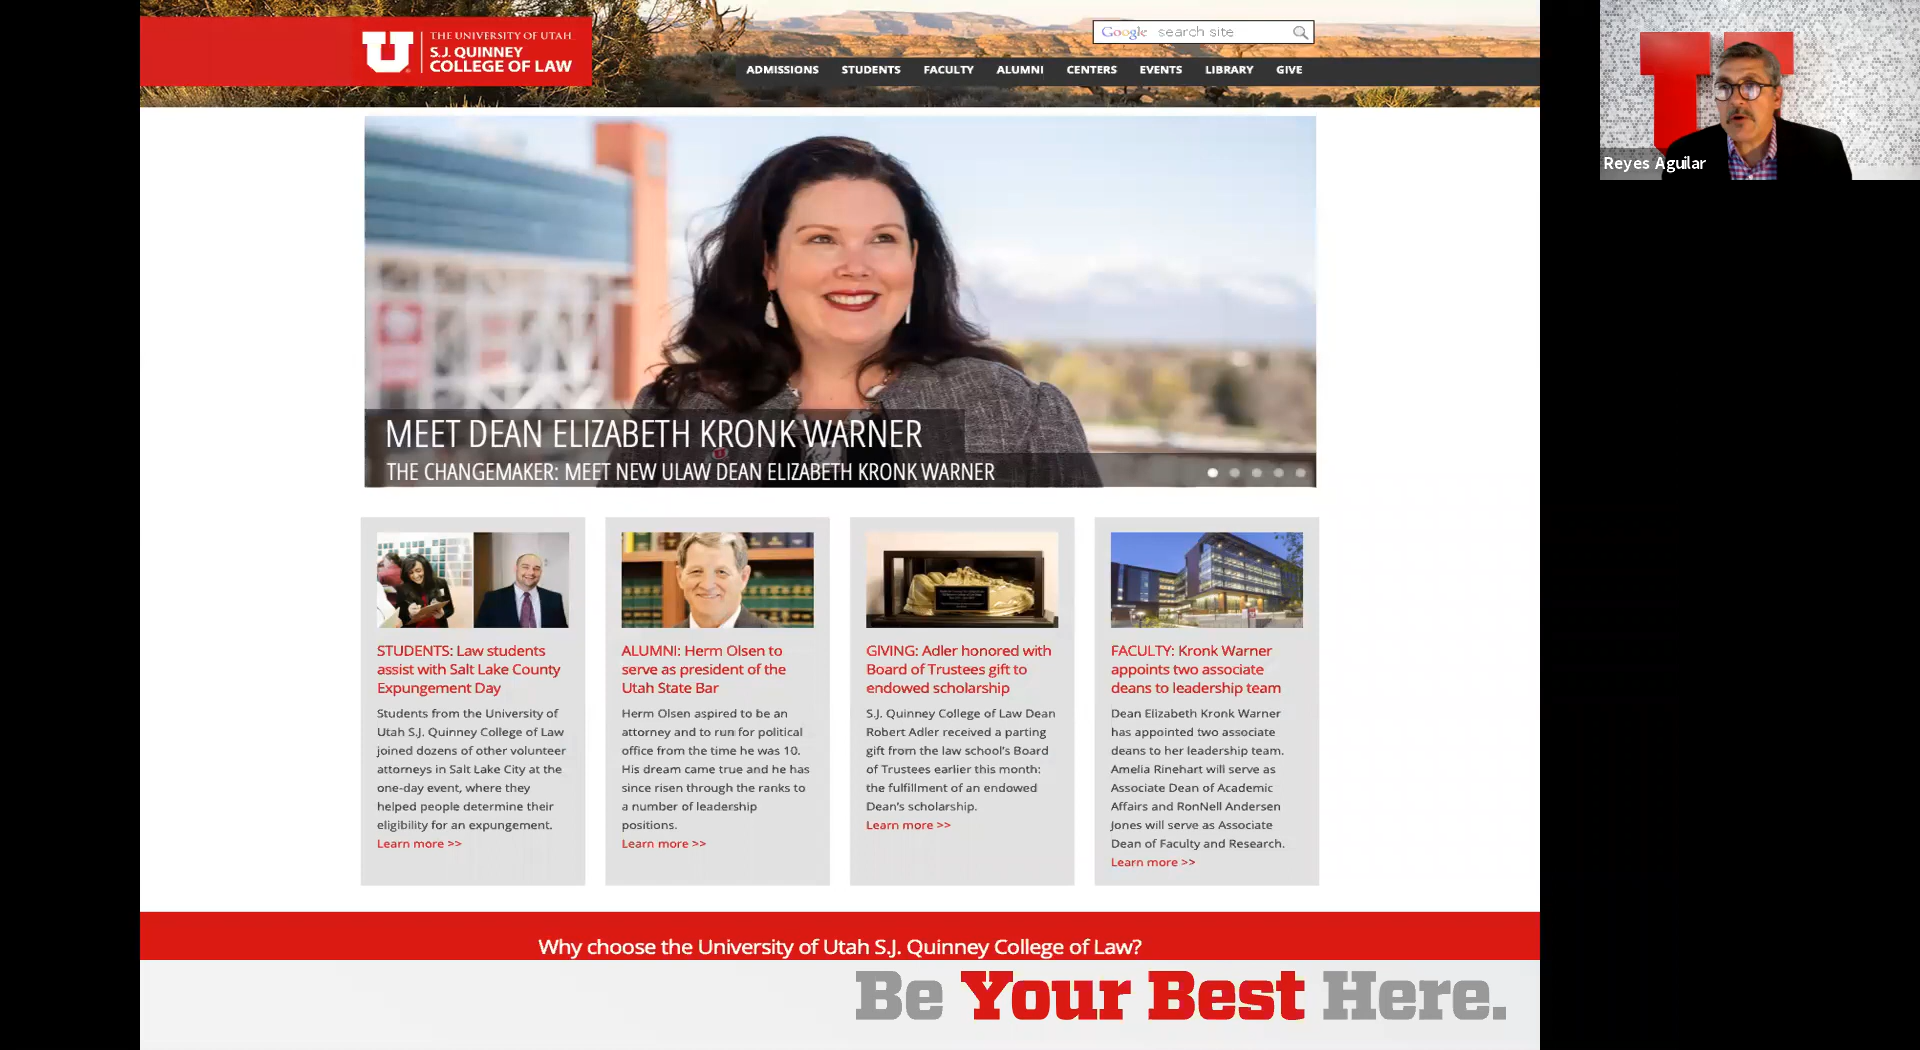 THE UNIVERSITY OF UTAH
S.J. QUINNEY
COLLEGE OF LAW
Google search site
ADMISSIONS STUDENTS FACULTY ALUMNI CENTERS EVENTS LIBRARY GIVE
Reyes Aguilar
MEET DEAN ELIZABETH KRONK WARNER
THE CHANGEMAKER: MEET NEW ULAW DEAN ELIZABETH KRONK WARNER
STUDENTS: Law students
assist with Salt Lake County
Expungement Day
Students from the University of
Utah S.J. Quinney College of Law
joined dozens of other volunteer
attorneys in Salt Lake City at the
one-day event, where they
helped people determine their
eligibility for an expungement.
Learn more >>
ALUMNI: Herm Olsen to
serve as president of the
Utah State Bar
Herm Olsen aspired to be an
attorney and to run for political
office from the time he was 10.
His dream came true and he has
since risen through the ranks to
a number of leadership
positions.
Learn more >>
GIVING: Adler honored with
Board of Trustees gift to
endowed scholarship
S.J. Quinney College of Law Dean
Robert Adler received a parting
gift from the law school's Board
of Trustees earlier this month:
the fulfillment of an endowed
Dean's scholarship.
Learn more >>
FACULTY: Kronk Warner
appoints two associate
deans to leadership team
Dean Elizabeth Kronk Warner
has appointed two associate
deans to her leadership team.
Amelia Rinehart will serve as
Associate Dean of Academic
Affairs and RonNell Andersen
Jones will serve as Associate
Dean of Faculty and Research.
Learn more >>
Why choose the University of Utah S.J. Quinney College of Law?
Be Your Best Here.